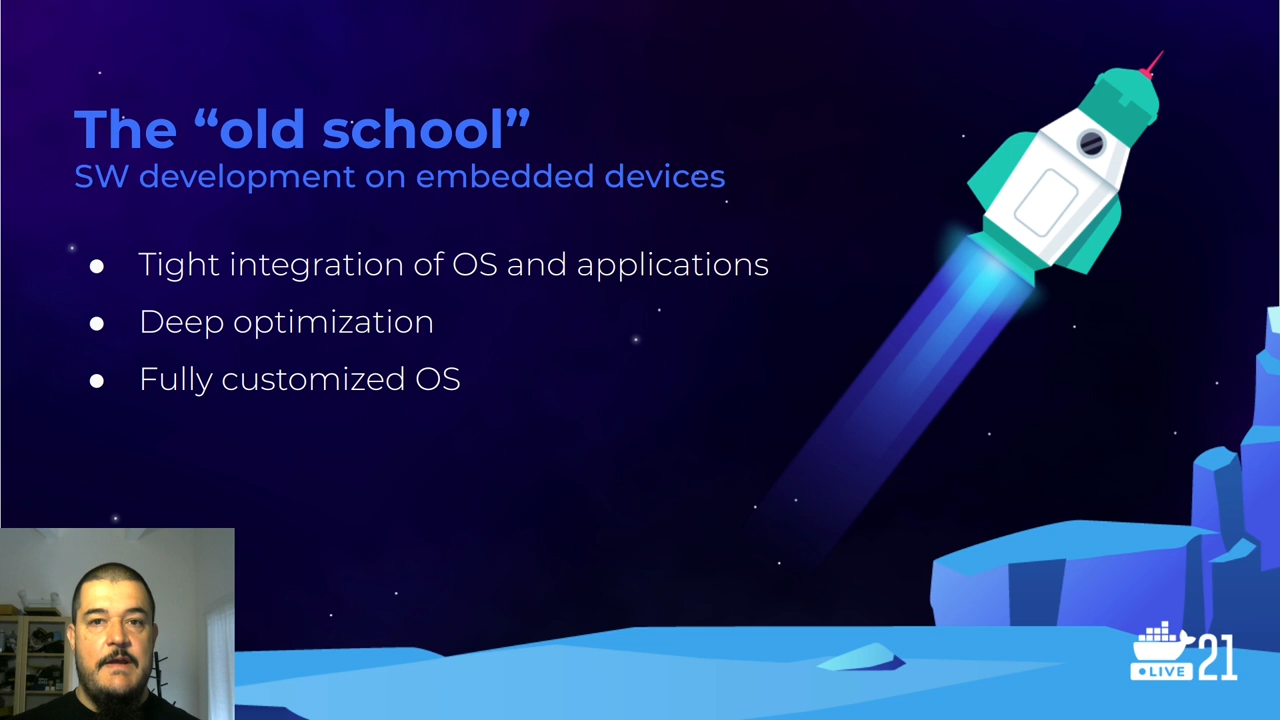 The “old school”
SW development on embedded devices
● Tight integration of OS and applications
● Deep optimization
● Fully customized OS
LIVE 21